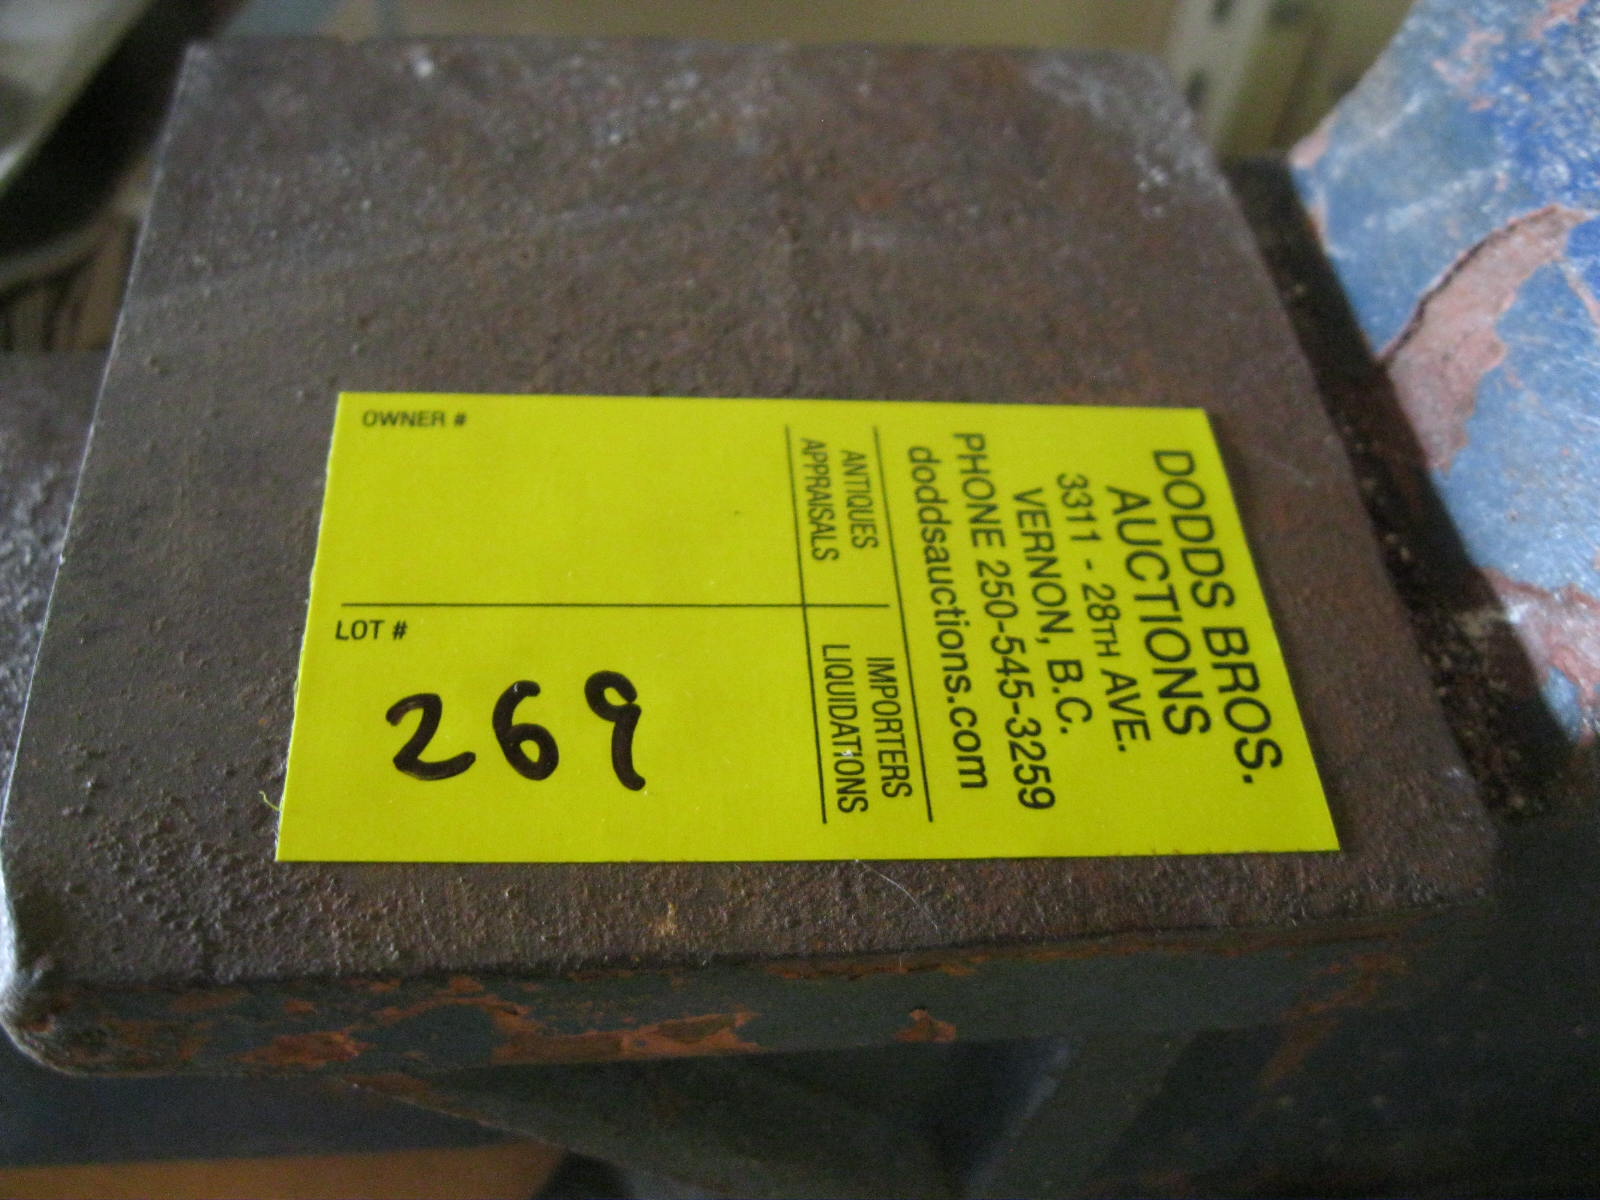 DODDS BROS.
AUCTIONS
3311 - 28TH AVE.
VERNON, B.C.
PHONE 250-545-3259
doddsauctions.com
ANTIQUES
APPRAISALS
IMPORTERS
LIQUIDATIONS
OWNER #
LOT #
269